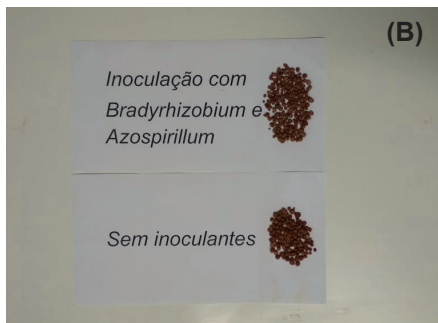 (B)
Inoculação com
Bradyrhizobium e
Azospirillum
Sem inoculantes